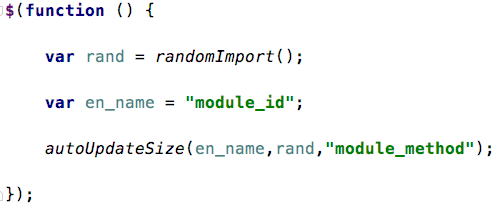 $(function () {
var rand = randomImport();
var en_name = "module_id";
autoUpdateSize(en_name,rand,"module_method");
});